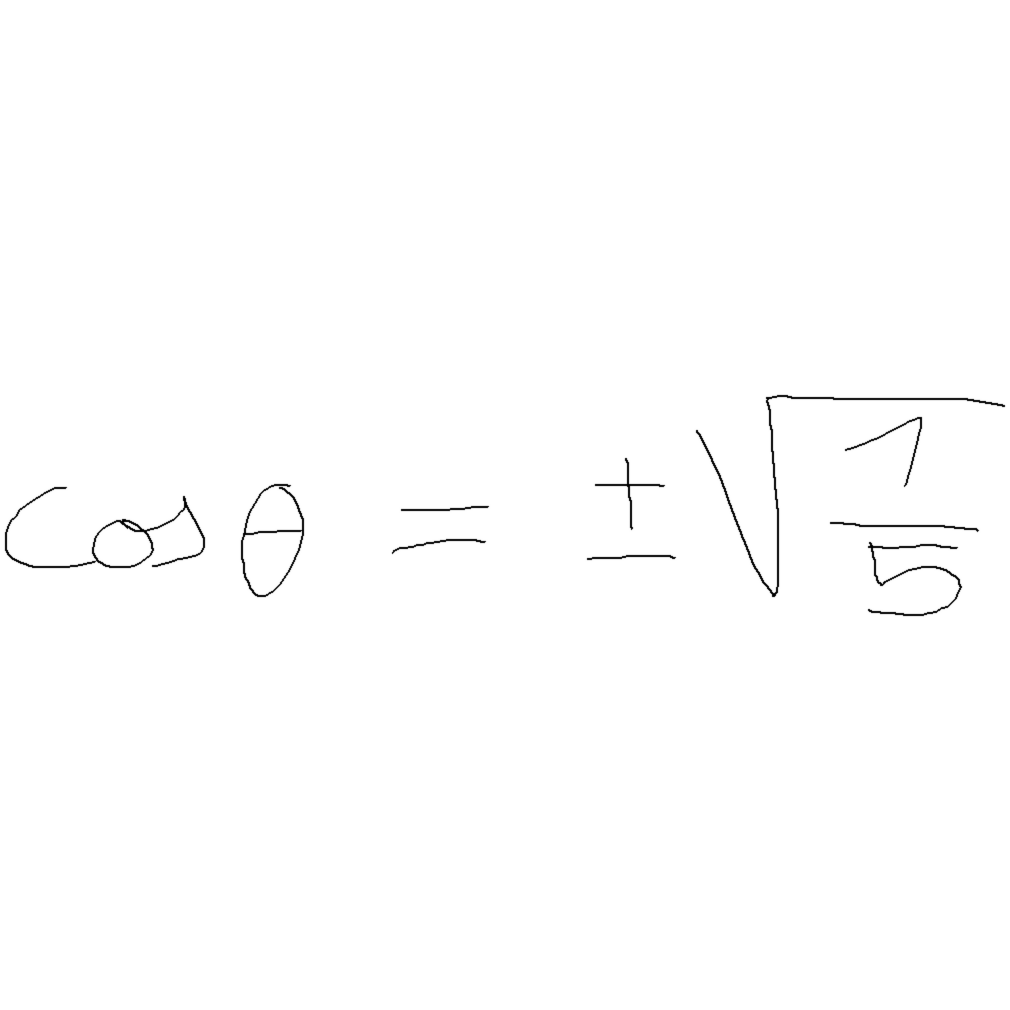 cos θ = ± √(1/5)